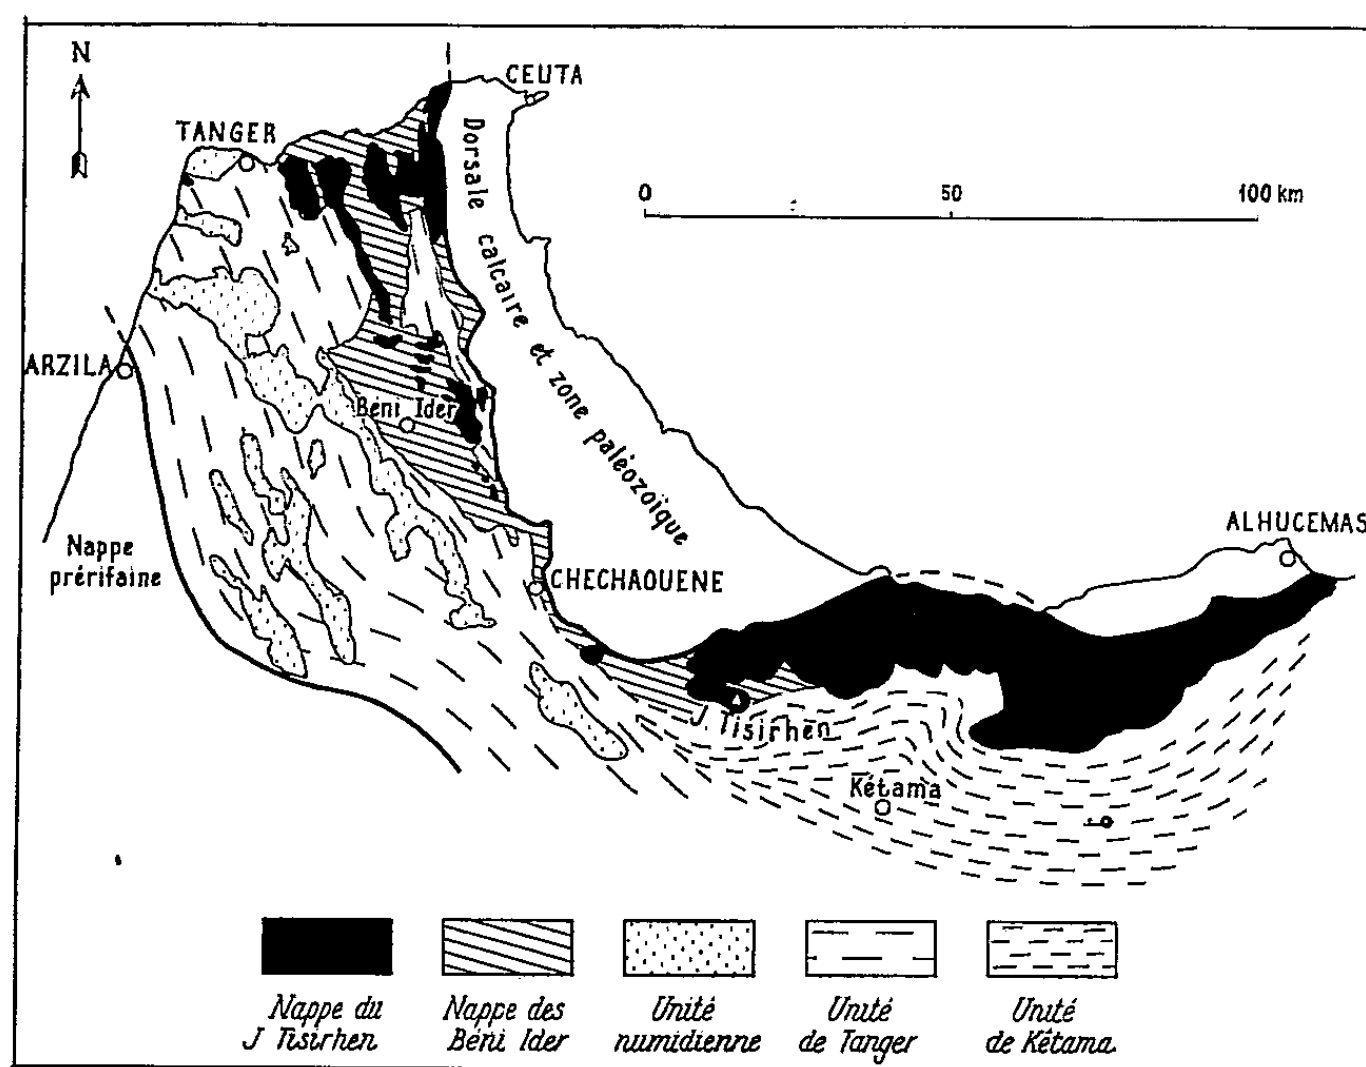 N
CEUTA
TANGER
Dorsale calcaire et zone paléozoïque
0 50 100 km
ARZILA
Béni Ider
Nappe
prérifaine
ALHUCEMAS
CHECHAOUENE
J Tisirhen
Kétama
Nappe du
J Tisirhen
Nappe des
Béni Ider
Unité
numidienne
Unité
de Tanger
Unité
de Kétama